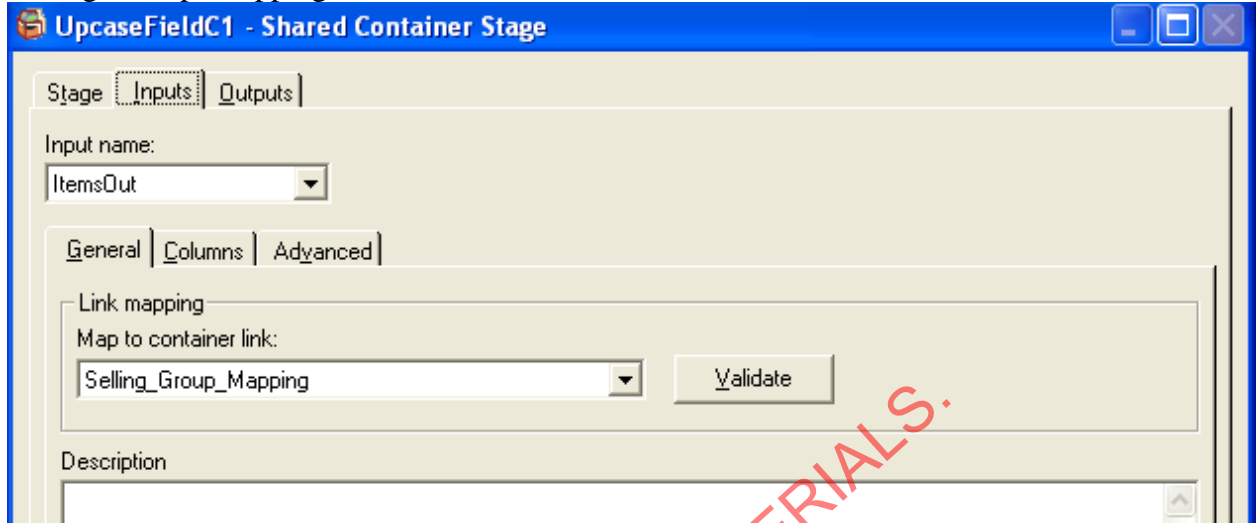 UpcaseFieldC1 - Shared Container Stage
Stage Inputs Outputs
Input name:
ItemsOut
General Columns Advanced
Link mapping
Map to container link:
Selling_Group_Mapping Validate
Description